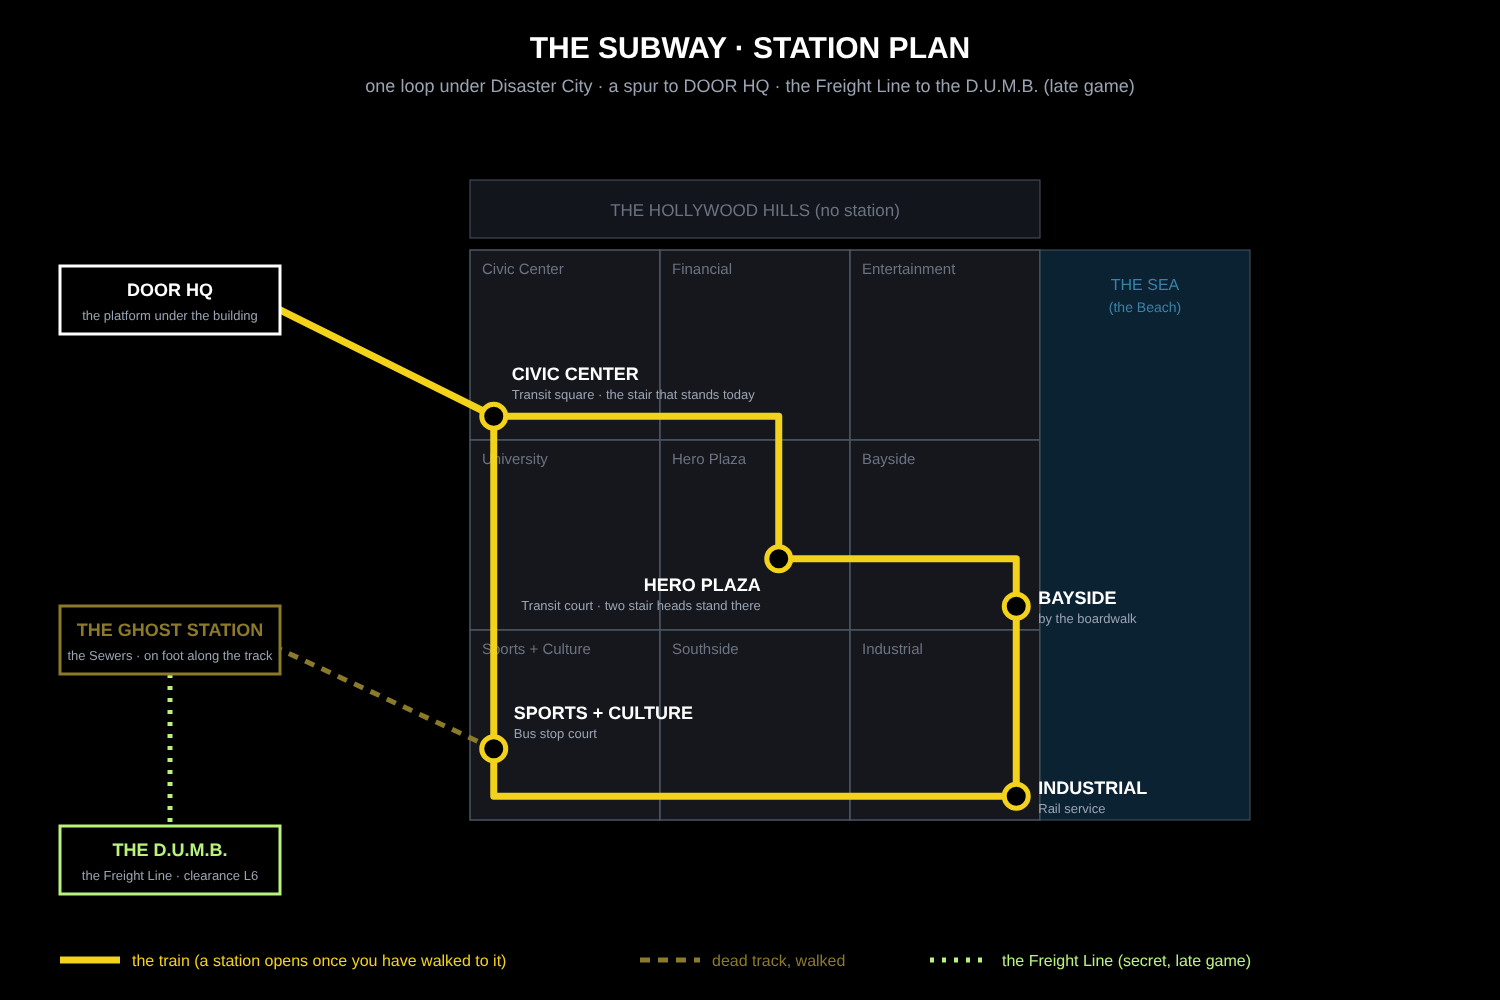 THE SUBWAY · STATION PLAN
one loop under Disaster City · a spur to DOOR HQ · the Freight Line to the D.U.M.B. (late game)
THE HOLLYWOOD HILLS (no station)
Civic Center
Financial
Entertainment
THE SEA
(the Beach)
DOOR HQ
the platform under the building
CIVIC CENTER
Transit square · the stair that stands today
University
Hero Plaza
Bayside
HERO PLAZA
Transit court · two stair heads stand there
BAYSIDE
by the boardwalk
THE GHOST STATION
the Sewers · on foot along the track
Sports + Culture
Southside
Industrial
SPORTS + CULTURE
Bus stop court
INDUSTRIAL
Rail service
THE D.U.M.B.
the Freight Line · clearance L6
the train (a station opens once you have walked to it)
dead track, walked
the Freight Line (secret, late game)